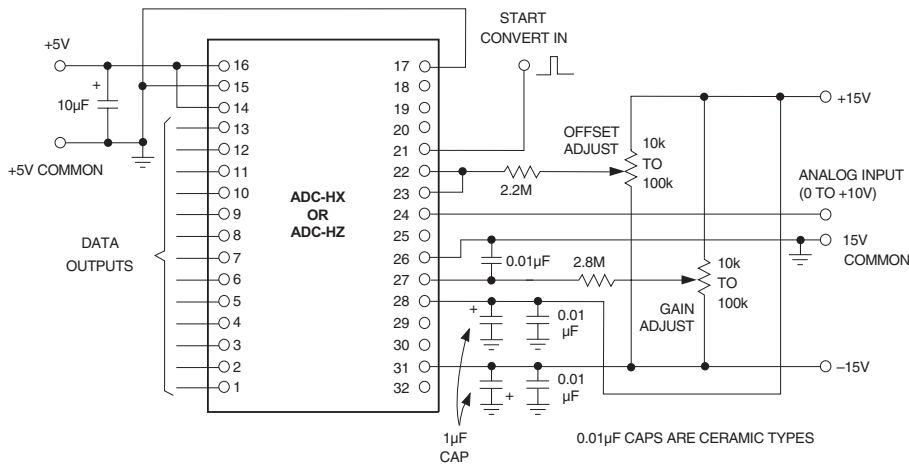 START
CONVERT IN
+5V
+
10µF
+5V COMMON
16
15
14
13
12
11
10
9
8
7
6
5
4
3
2
1
DATA
OUTPUTS
ADC-HX
OR
ADC-HZ
17
18
19
20
21
22
23
24
25
26
27
28
29
30
31
32
2.2M
OFFSET
ADJUST
10k
TO
100k
+15V
ANALOG INPUT
(0 TO +10V)
15V
COMMON
0.01µF
–
2.8M
10k
TO
100k
GAIN
ADJUST
+
0.01
µF
–15V
+
0.01
µF
1µF
CAP
0.01µF CAPS ARE CERAMIC TYPES